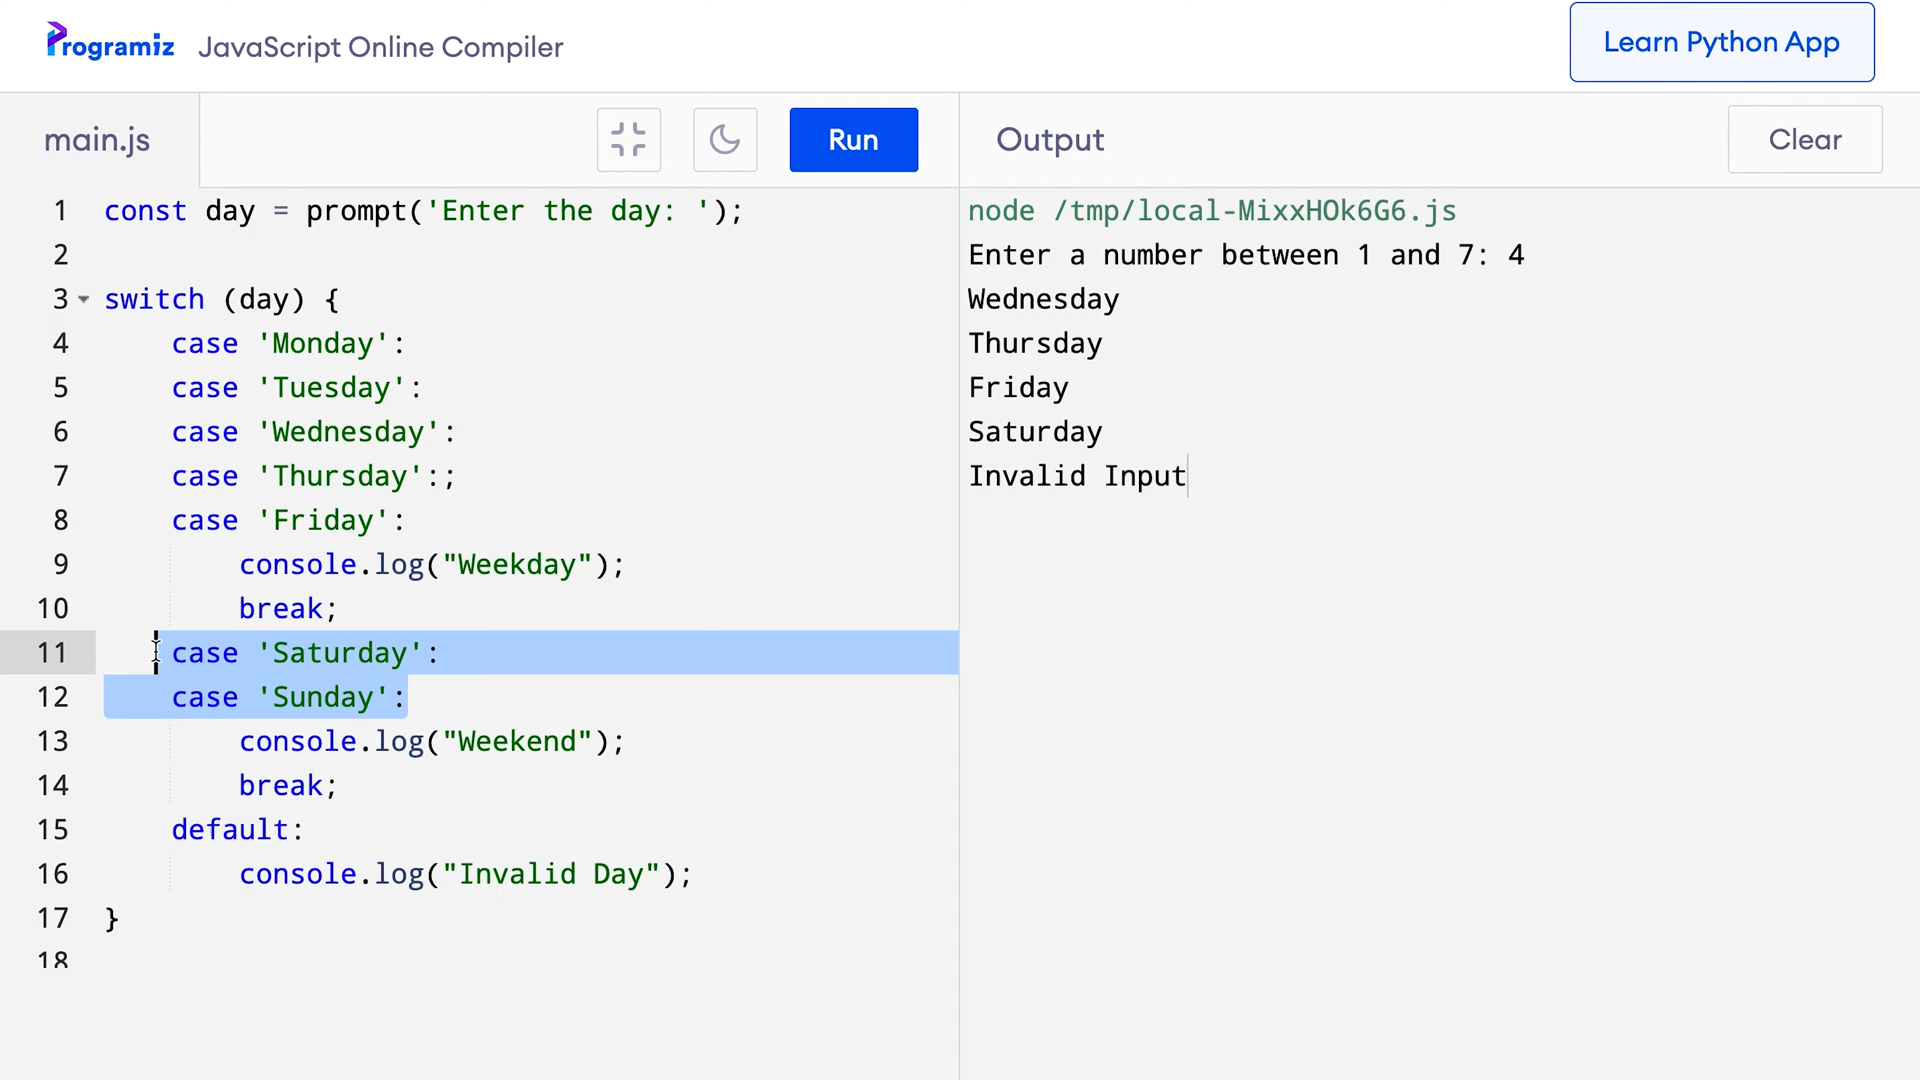 Programiz JavaScript Online Compiler
Learn Python App
main.js
Run
Output
Clear
1 const day = prompt('Enter the day: ');
2
3 switch (day) {
4 case 'Monday':
5 case 'Tuesday':
6 case 'Wednesday':
7 case 'Thursday':;
8 case 'Friday':
9 console.log("Weekday");
10 break;
11 case 'Saturday':
12 case 'Sunday':
13 console.log("Weekend");
14 break;
15 default:
16 console.log("Invalid Day");
17 }
18
node /tmp/local-MixxHOk6G6.js
Enter a number between 1 and 7: 4
Wednesday
Thursday
Friday
Saturday
Invalid Input